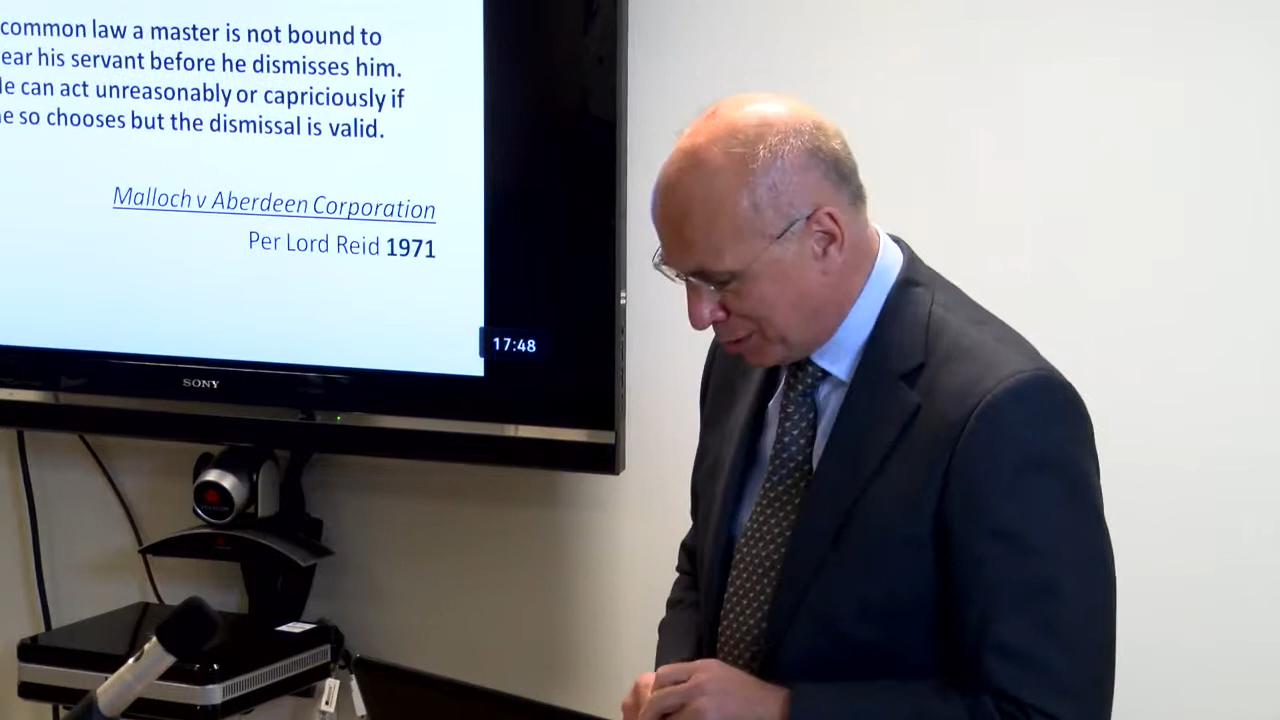 common law a master is not bound to
ear his servant before he dismisses him.
e can act unreasonably or capriciously if
e so chooses but the dismissal is valid.
Malloch v Aberdeen Corporation
Per Lord Reid 1971
17:48
SONY